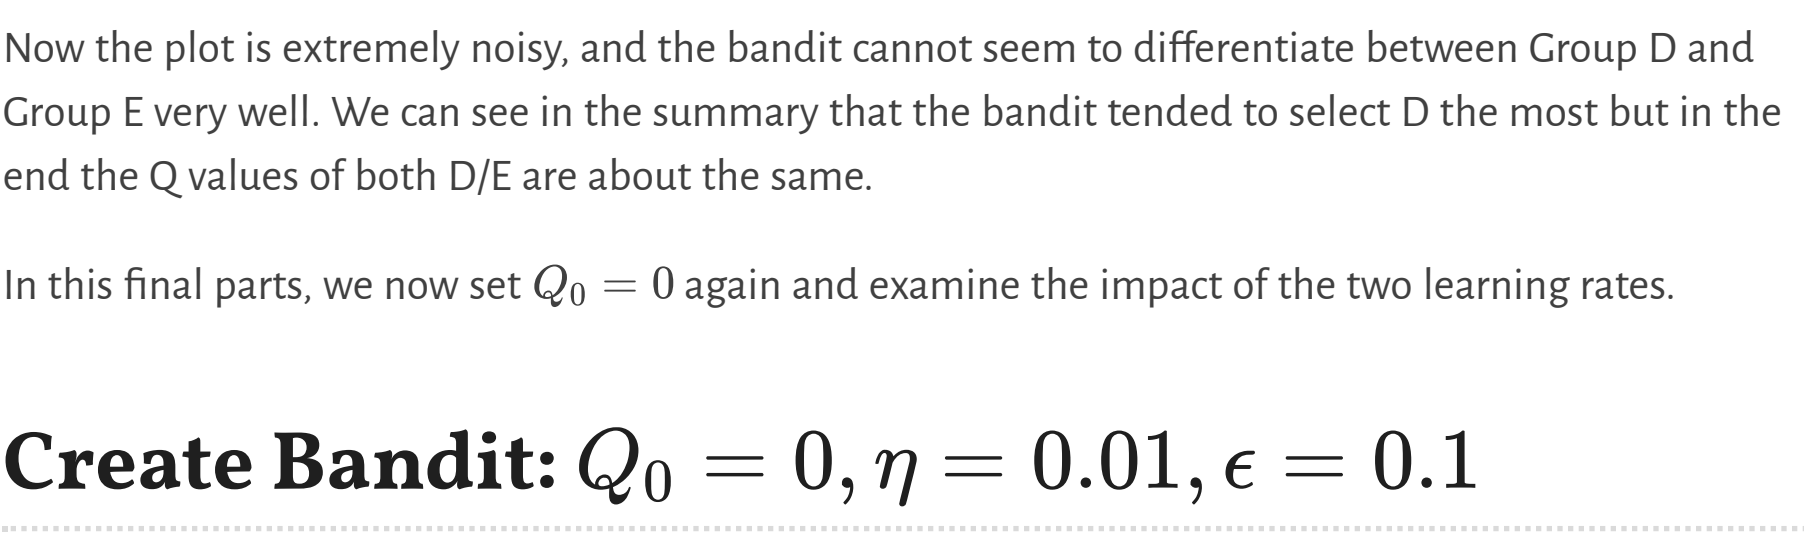 Now the plot is extremely noisy, and the bandit cannot seem to differentiate between Group D and
Group E very well. We can see in the summary that the bandit tended to select D the most but in the
end the Q values of both D/E are about the same.
In this final parts, we now set Q₀ = 0 again and examine the impact of the two learning rates.
Create Bandit: Q₀ = 0, η = 0.01, ϵ = 0.1